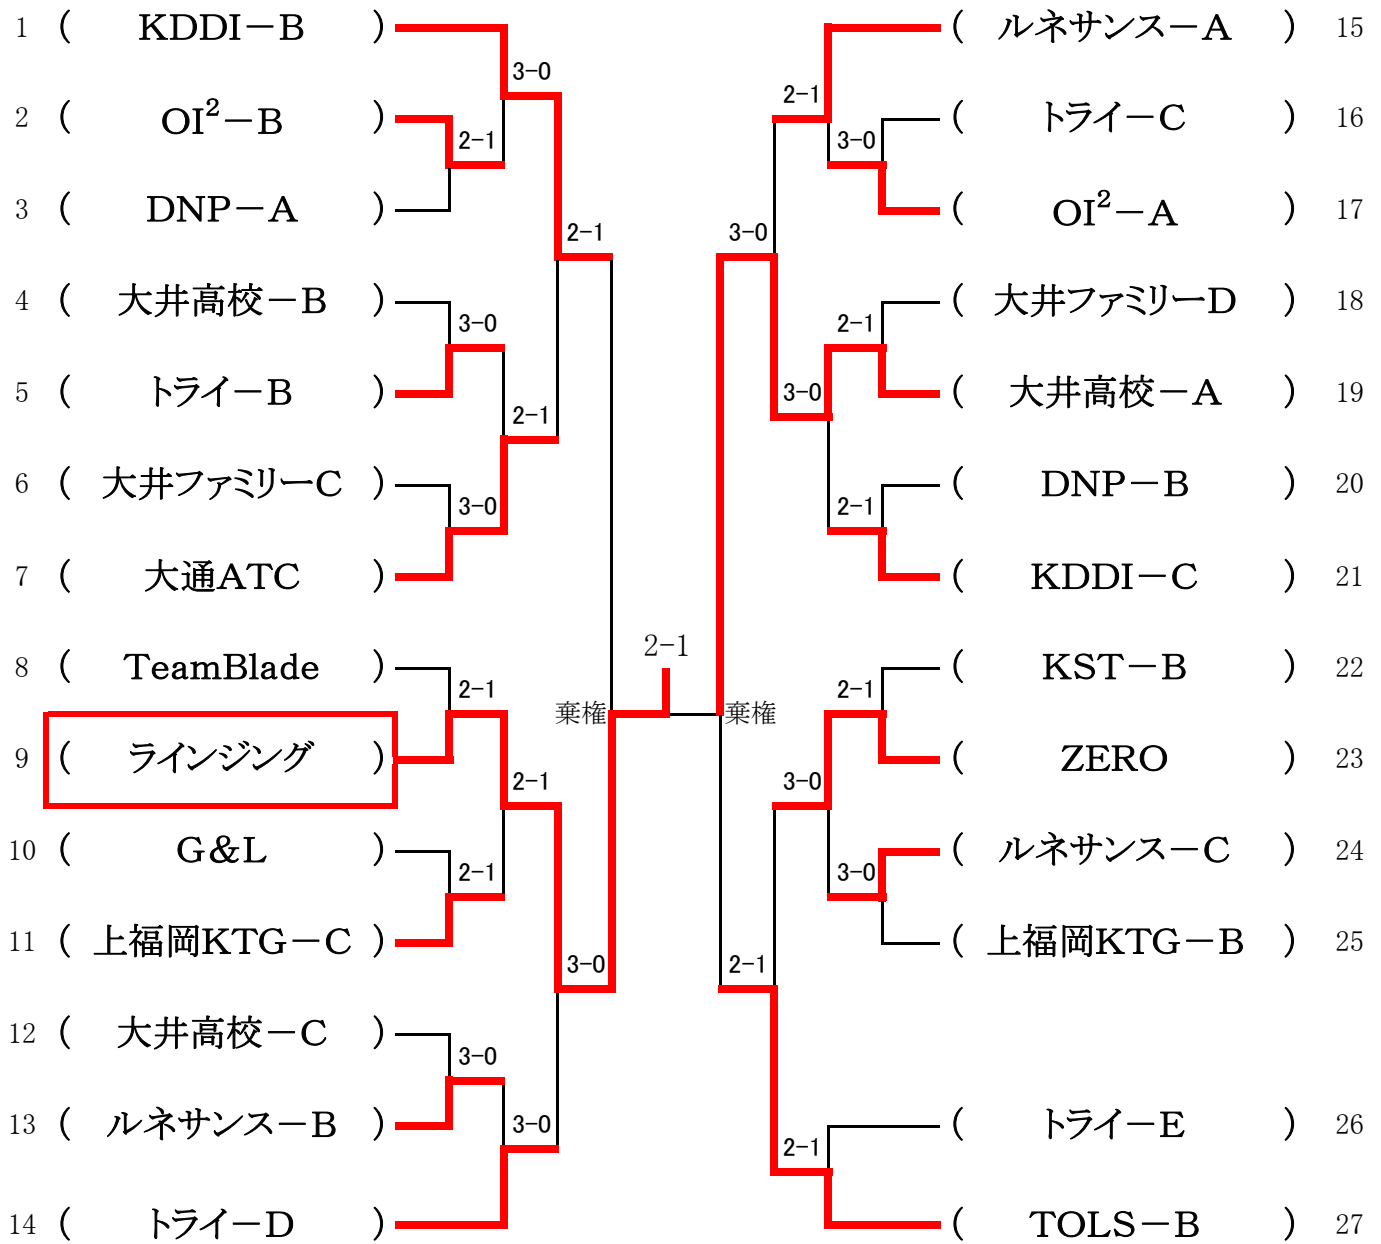 1 ( KDDI－B )
3-0
2 ( OI²－B )
2-1
3 ( DNP－A )
2-1
4 ( 大井高校－B )
3-0
5 ( トライ－B )
2-1
6 ( 大井ファミリーC )
3-0
7 ( 大通ATC )
8 ( TeamBlade )
2-1
棄権
9 ( ラインジング )
2-1
10 ( G&L )
2-1
11 ( 上福岡KTG－C )
3-0
12 ( 大井高校－C )
3-0
13 ( ルネサンス－B )
3-0
14 ( トライ－D )
2-1
( ルネサンス－A ) 15
2-1
( トライ－C ) 16
3-0
( OI²－A ) 17
3-0
( 大井ファミリーD ) 18
2-1
( 大井高校－A ) 19
3-0
( DNP－B ) 20
2-1
( KDDI－C ) 21
( KST－B ) 22
2-1
棄権
( ZERO ) 23
3-0
( ルネサンス－C ) 24
3-0
( 上福岡KTG－B ) 25
2-1
( トライ－E ) 26
2-1
( TOLS－B ) 27